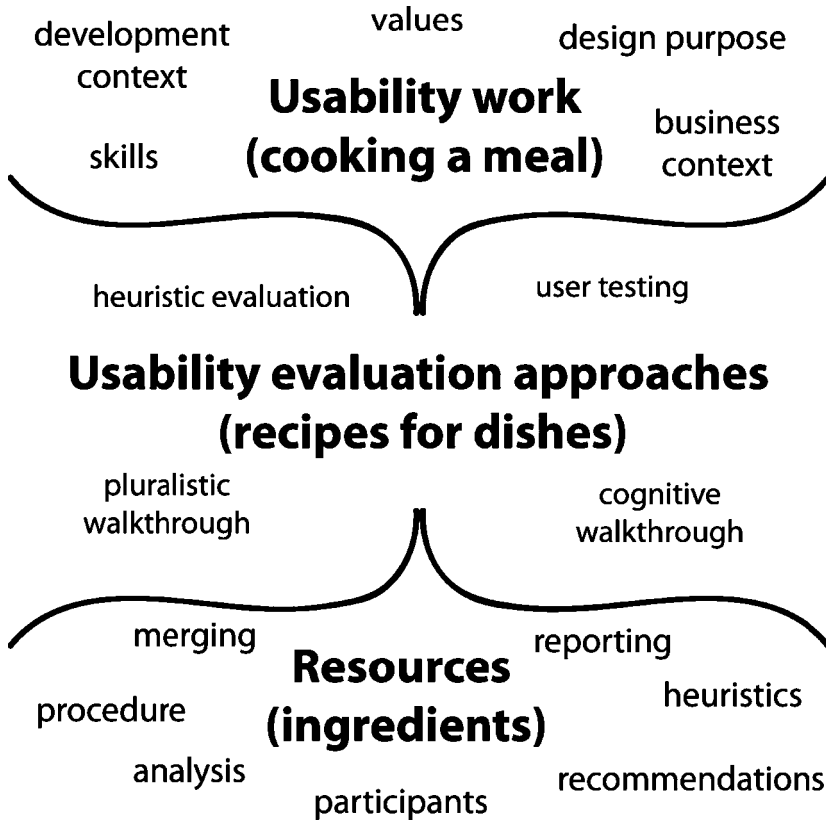 values
development
context
design purpose
Usability work
(cooking a meal)
skills
business
context
heuristic evaluation
user testing
Usability evaluation approaches
(recipes for dishes)
pluralistic
walkthrough
cognitive
walkthrough
merging
reporting
Resources
(ingredients)
procedure
heuristics
analysis
recommendations
participants